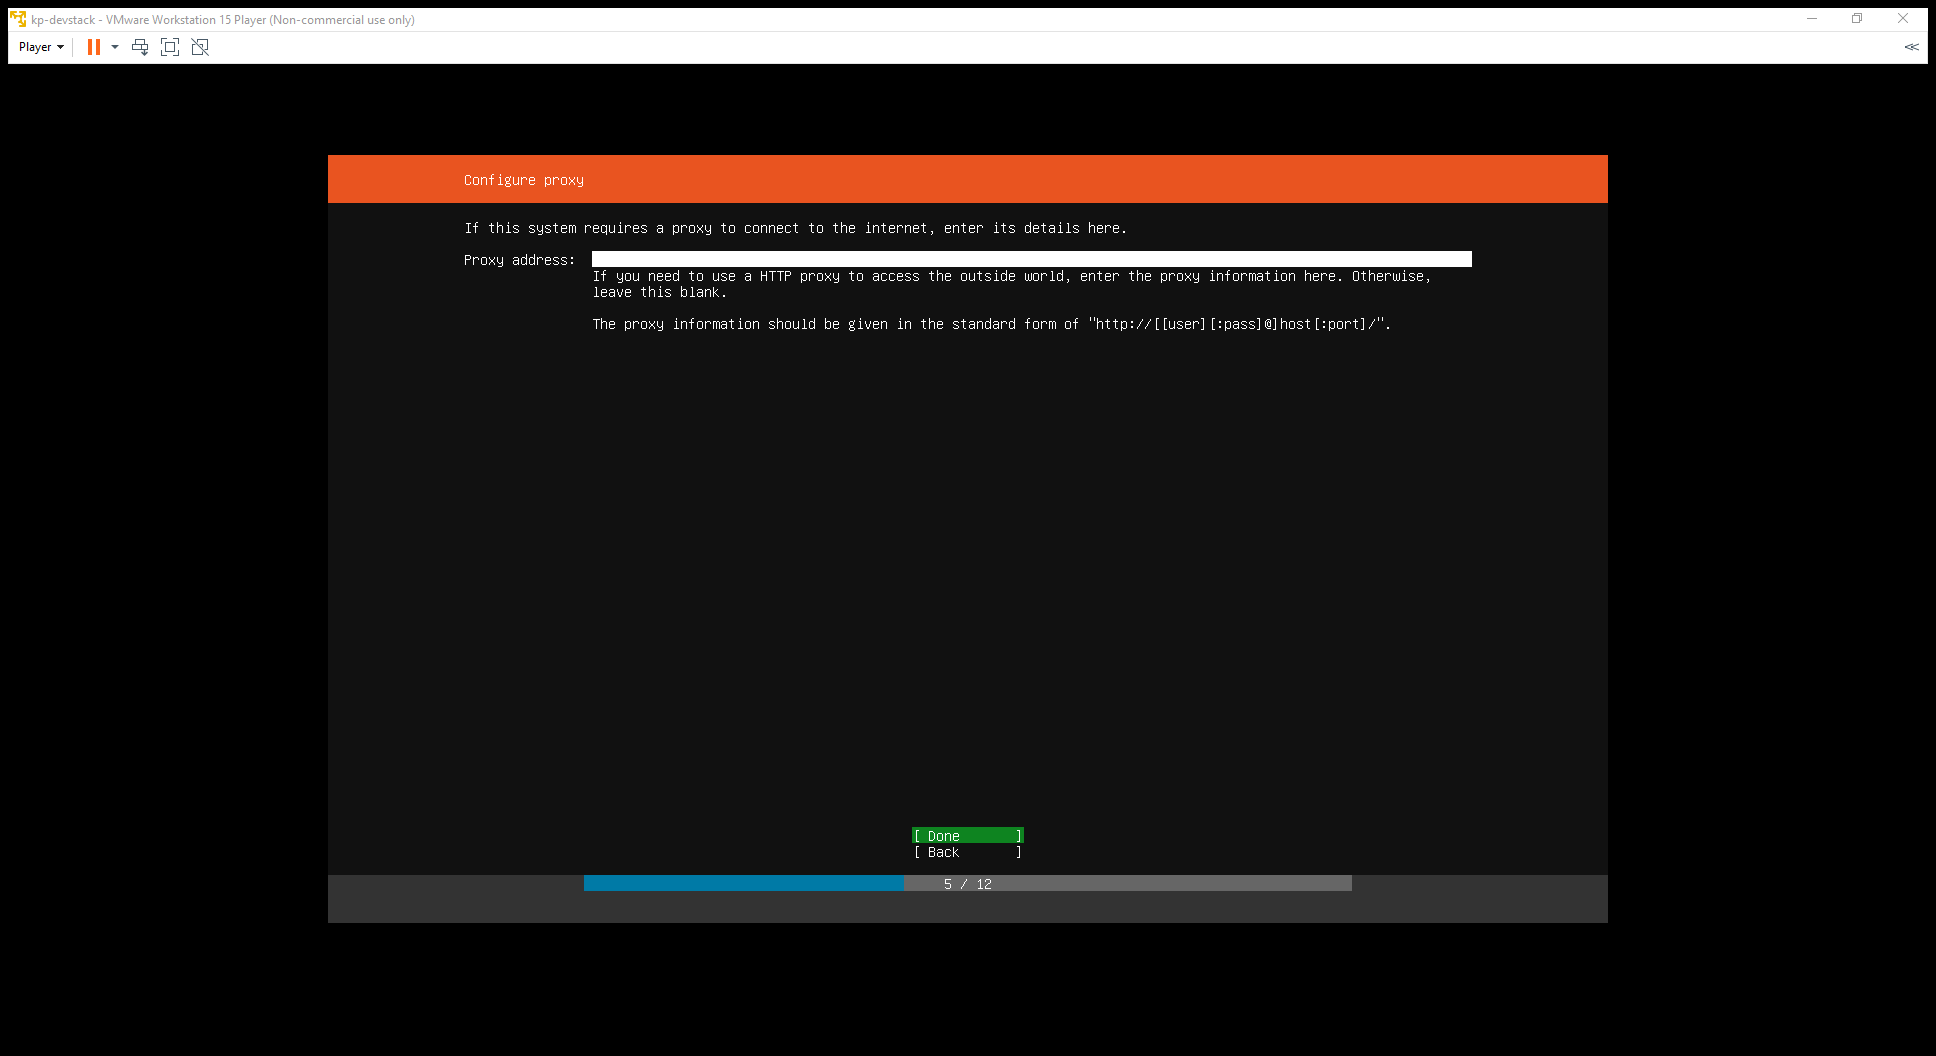 kp-devstack - VMware Workstation 15 Player (Non-commercial use only)
Player
Configure proxy
If this system requires a proxy to connect to the internet, enter its details here.
Proxy address:
If you need to use a HTTP proxy to access the outside world, enter the proxy information here. Otherwise,
leave this blank.
The proxy information should be given in the standard form of "http://[[user][:pass]@]host[:port]/".
[ Done ]
[ Back ]
5 / 12